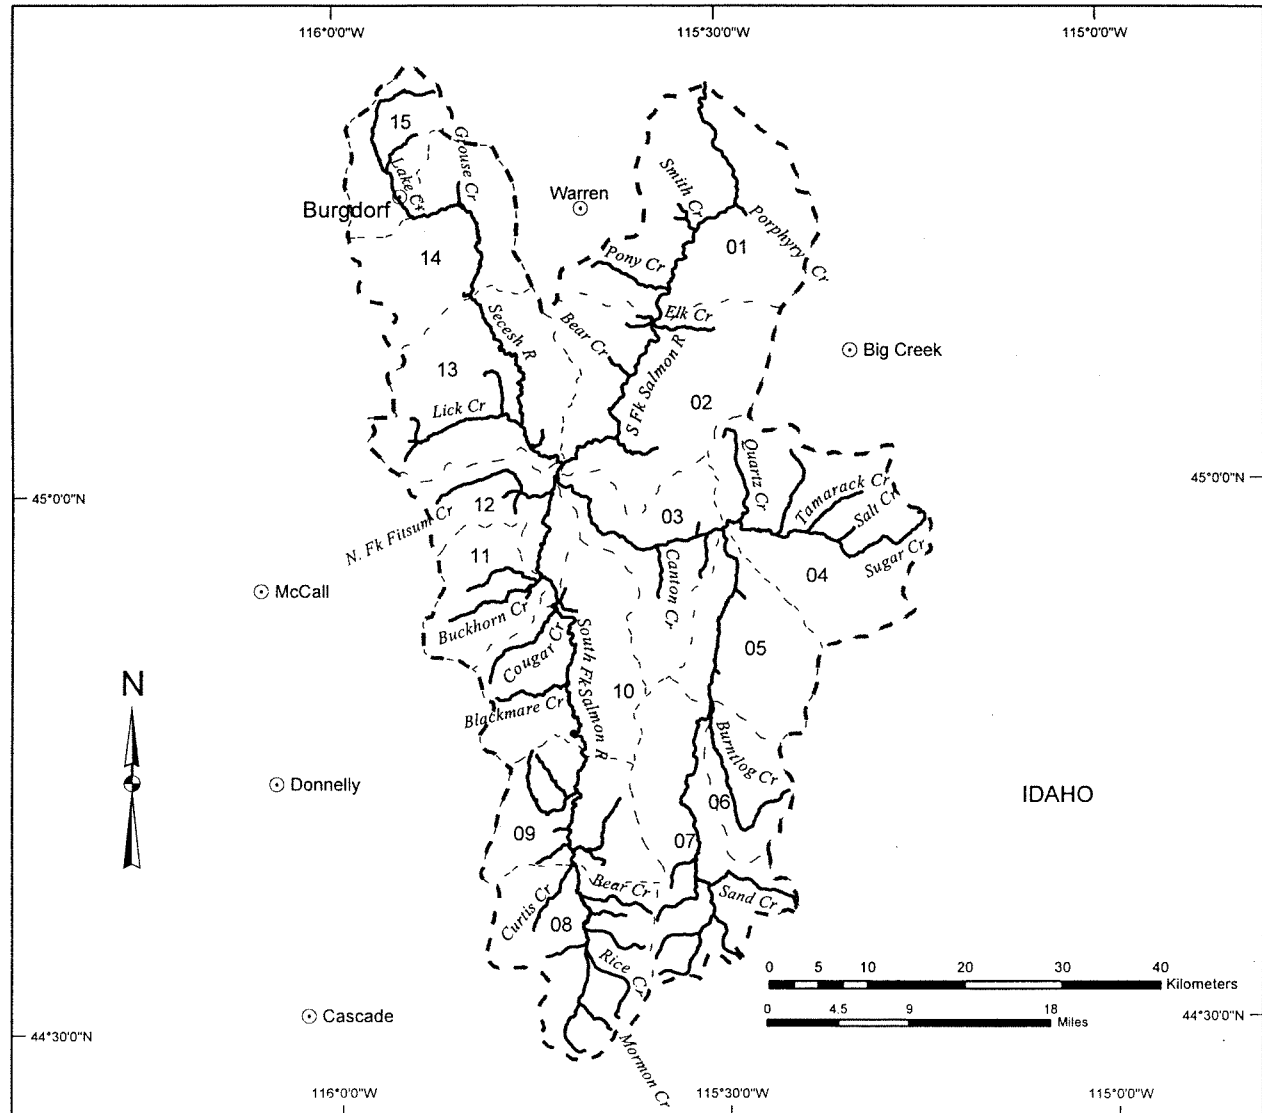 116°0'0"W
115°30'0"W
115°0'0"W
15
Grouse Cr
Lake Cr
Burgdorf
Warren
Smith Cr
Porphyry Cr
01
14
Pony Cr
Secesh R
Bear Cr
Elk Cr
S Fk Salmon R
Big Creek
13
02
Lick Cr
Quartz Cr
45°0'0"N
45°0'0"N
Tamarack Cr
Salt Cr
Sugar Cr
N. Fk Fitsum Cr
12
03
11
Canton Cr
04
McCall
Buckhorn Cr
Cougar Cr
South Fk Salmon R
05
N
10
Blackmare Cr
Burntlog Cr
Donnelly
06
IDAHO
09
07
Bear Cr
Sand Cr
Curtis Cr
08
Rice Cr
0 5 10 20 30 40
Kilometers
0 4.5 9 18
Miles
Cascade
44°30'0"N
44°30'0"N
Mormon Cr
116°0'0"W
115°30'0"W
115°0'0"W